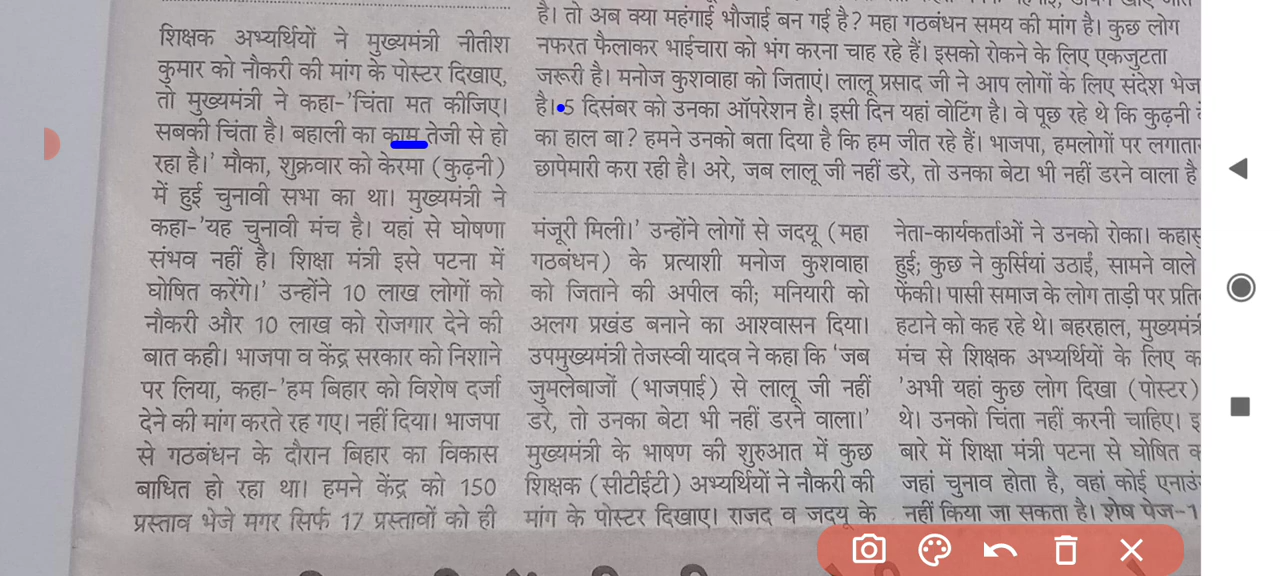 शिक्षक अभ्यर्थियों ने मुख्यमंत्री नीतीश
कुमार को नौकरी की मांग के पोस्टर दिखाए,
तो मुख्यमंत्री ने कहा-'चिंता मत कीजिए।
सबकी चिंता है। बहाली का काम तेजी से हो
रहा है।' मौका, शुक्रवार को केरमा (कुढ़नी)
में हुई चुनावी सभा का था। मुख्यमंत्री ने
कहा-'यह चुनावी मंच है। यहां से घोषणा
संभव नहीं है। शिक्षा मंत्री इसे पटना में
घोषित करेंगे।' उन्होंने 10 लाख लोगों को
नौकरी और 10 लाख को रोजगार देने की
बात कही। भाजपा व केंद्र सरकार को निशाने
पर लिया, कहा-'हम बिहार को विशेष दर्जा
देने की मांग करते रह गए। नहीं दिया। भाजपा
से गठबंधन के दौरान बिहार का विकास
बाधित हो रहा था। हमने केंद्र को 150
प्रस्ताव भेजे मगर सिर्फ 17 प्रस्तावों को ही
है। तो अब क्या महंगाई भौजाई बन गई है? महा गठबंधन समय की मांग है। कुछ लोग
नफरत फैलाकर भाईचारा को भंग करना चाह रहे हैं। इसको रोकने के लिए एकजुटता
जरूरी है। मनोज कुशवाहा को जिताएं। लालू प्रसाद जी ने आप लोगों के लिए संदेश भेज
है। 5 दिसंबर को उनका ऑपरेशन है। इसी दिन यहां वोटिंग है। वे पूछ रहे थे कि कुढ़नी
का हाल बा? हमने उनको बता दिया है कि हम जीत रहे हैं। भाजपा, हमलोगों पर लगाता
छापेमारी करा रही है। अरे, जब लालू जी नहीं डरे, तो उनका बेटा भी नहीं डरने वाला है
मंजूरी मिली।' उन्होंने लोगों से जदयू (महा
गठबंधन) के प्रत्याशी मनोज कुशवाहा
को जिताने की अपील की; मनियारी को
अलग प्रखंड बनाने का आश्वासन दिया।
उपमुख्यमंत्री तेजस्वी यादव ने कहा कि 'जब
जुमलेबाजों (भाजपाई) से लालू जी नहीं
डरे, तो उनका बेटा भी नहीं डरने वाला।'
मुख्यमंत्री के भाषण की शुरुआत में कुछ
शिक्षक (सीटीईटी) अभ्यर्थियों ने नौकरी की
मांग के पोस्टर दिखाए। राजद व जदयू के
नेता-कार्यकर्ताओं ने उनको रोका। कहास
हुई; कुछ ने कुर्सियां उठाईं, सामने वाले
फेंकी। पासी समाज के लोग ताड़ी पर प्रति
हटाने को कह रहे थे। बहरहाल, मुख्यमंत्र
मंच से शिक्षक अभ्यर्थियों के लिए क
'अभी यहां कुछ लोग दिखा (पोस्टर)
थे। उनको चिंता नहीं करनी चाहिए। इ
बारे में शिक्षा मंत्री पटना से घोषित क
जहां चुनाव होता है, वहां कोई एनाउं
नहीं किया जा सकता है। शेष पेज-1